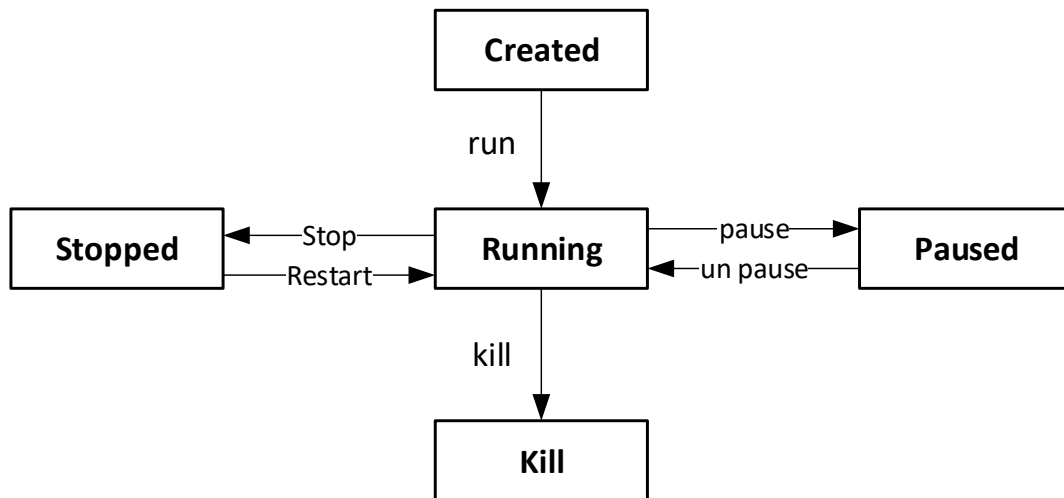 Created
run
Stopped
Stop
Restart
Running
pause
un pause
Paused
kill
Kill